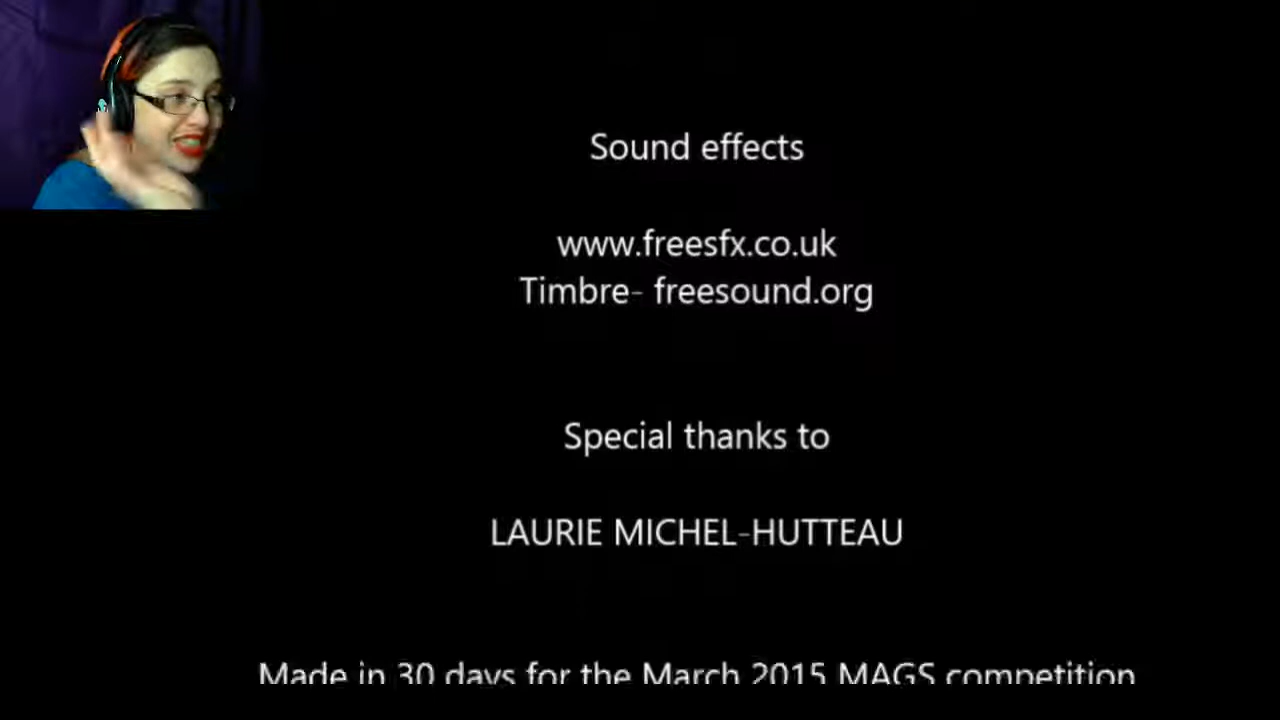 Sound effects
www.freesfx.co.uk
Timbre- freesound.org
Special thanks to
LAURIE MICHEL-HUTTEAU
Made in 30 days for the March 2015 MAGS competition